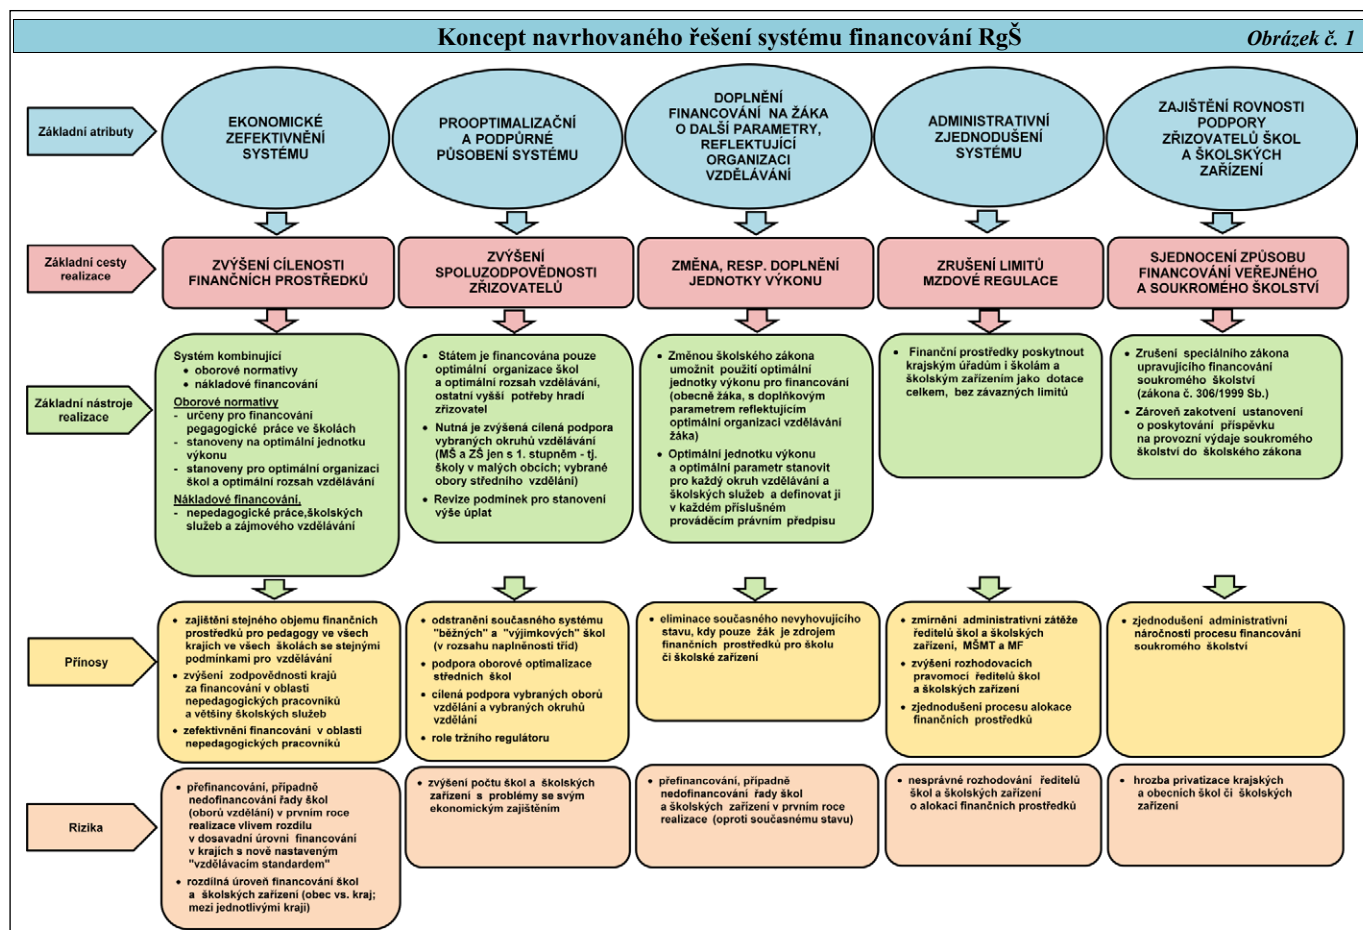 Koncept navrhovaného řešení systému financování RgŠ
Obrázek č. 1
Základní atributy
EKONOMICKÉ
ZEFEKTIVNĚNÍ
SYSTÉMU
PROOPTIMALIZAČNÍ
A PODPŮRNÉ
PŮSOBENÍ SYSTÉMU
DOPLNĚNÍ
FINANCOVÁNÍ NA ŽÁKA
O DALŠÍ PARAMETRY,
REFLEKTUJÍCÍ
ORGANIZACI
VZDĚLÁVÁNÍ
ADMINISTRATIVNÍ
ZJEDNODUŠENÍ
SYSTÉMU
ZAJIŠTĚNÍ ROVNOSTI
PODPORY
ZŘIZOVATELŮ ŠKOL
A ŠKOLSKÝCH
ZAŘÍZENÍ
Základní cesty
realizace
ZVÝŠENÍ CÍLENOSTI
FINANČNÍCH PROSTŘEDKŮ
ZVÝŠENÍ
SPOLUZODPOVĚDNOSTI
ZŘIZOVATELŮ
ZMĚNA, RESP. DOPLNĚNÍ
JEDNOTKY VÝKONU
ZRUŠENÍ LIMITŮ
MZDOVÉ REGULACE
SJEDNOCENÍ ZPŮSOBU
FINANCOVÁNÍ VEŘEJNÉHO
A SOUKROMÉHO ŠKOLSTVÍ
Základní nástroje
realizace
Systém kombinující
• oborové normativy
• nákladové financování
Oborové normativy
- určeny pro financování
pegagogické práce ve školách
- stanoveny na optimální jednotku
výkonu
- stanoveny pro optimální organizaci
škol a optimální rozsah vzdělávání
Nákladové financování,
- nepedagogické práce,školských
služeb a zájmového vzdělávání
• Státem je financována pouze
optimální organizace škol
a optimální rozsah vzdělávání,
ostatní vyšší potřeby hradí
zřizovatel
• Nutná je zvýšená cílená podpora
vybraných okruhů vzdělávání
(MŠ a ZŠ jen s 1. stupněm - tj.
školy v malých obcích; vybrané
obory středního vzdělání)
• Revize podmínek pro stanovení
výše úplat
• Změnou školského zákona
umožnit použití optimální
jednotky výkonu pro financování
(obecně žáka, s doplňkovým
parametrem reflektujícím
optimální organizaci vzdělávání
žáka)
• Optimální jednotku výkonu
a optimální parametr stanovit
pro každý okruh vzdělávání a
školských služeb a definovat ji
v každém příslušném
prováděcím právním předpisu
• Finanční prostředky poskytnout
krajským úřadům i školám a
školským zařízením jako dotace
celkem, bez závazných limitů
• Zrušení speciálního zákona
upravujícího financování
soukromého školství
(zákona č. 306/1999 Sb.)
• Zároveň zakotvení ustanovení
o poskytování příspěvku
na provozní výdaje soukromého
školství do školského zákona
Přínosy
• zajištění stejného objemu finančních
prostředků pro pedagogy ve všech
krajích ve všech školách se stejnými
podmínkami pro vzdělávání
• zvýšení zodpovědnosti krajů
za financování v oblasti
nepedagogických pracovníků
a většiny školských služeb
• zefektivnění financování v oblasti
nepedagogických pracovníků
• odstranění současného systému
"běžných" a "výjimkových" škol
(v rozsahu naplněnosti tříd)
• podpora oborové optimalizace
středních škol
• cílená podpora vybraných oborů
vzdělání a vybraných okruhů
vzdělání
• role tržního regulátoru
• eliminace současného nevyhovujícího
stavu, kdy pouze žák je zdrojem
finančních prostředků pro školu
či školské zařízení
• zmírnění administrativní zátěže
ředitelů škol a školských
zařízení, MŠMT a MF
• zvýšení rozhodovacích
pravomocí ředitelů škol
a školských zařízení
• zjednodušení procesu alokace
finančních prostředků
• zjednodušení administrativní
náročnosti procesu financování
soukromého školství
Rizika
• přefinancování, případně
nedofinancování řady škol
(oborů vzdělání) v prvním roce
realizace vlivem rozdílu
v dosavadní úrovní financování
v krajích s nově nastaveným
"vzdělávacím standardem"
• rozdílná úroveň financování škol
a školských zařízení (obec vs. kraj;
mezi jednotlivými kraji)
• zvýšení počtu škol a školských
zařízení s problémy se svým
ekonomickým zajištěním
• přefinancování, případně
nedofinancování řady škol
a školských zařízení v prvním roce
realizace (oproti současnému stavu)
• nesprávné rozhodování ředitelů
škol a školských zařízení
o alokaci finančních prostředků
• hrozba privatizace krajských
a obecních škol či školských
zařízení